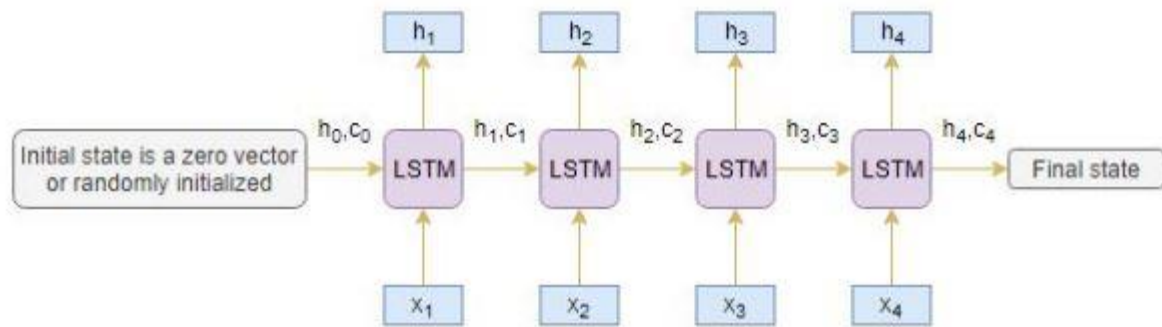 h₁ h₂ h₃ h₄
h₀,c₀ h₁,c₁ h₂,c₂ h₃,c₃ h₄,c₄
Initial state is a zero vector
or randomly initialized
LSTM LSTM LSTM LSTM
Final state
x₁ x₂ x₃ x₄